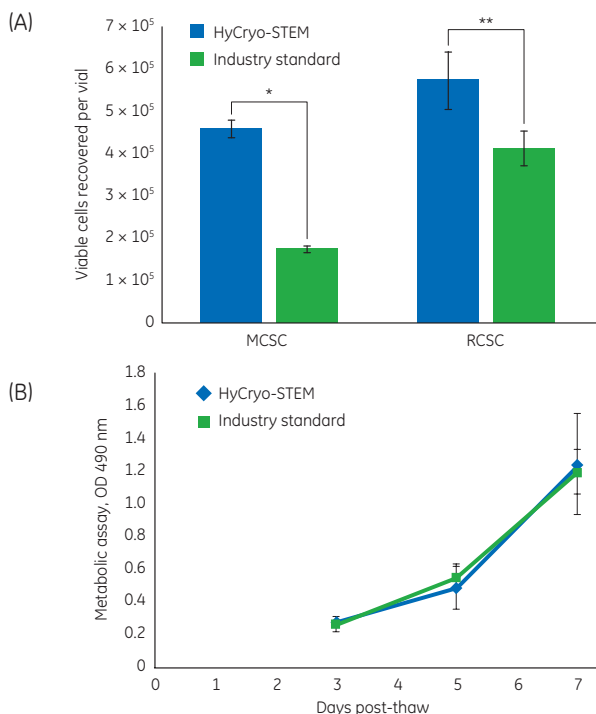 (A)
7 × 10⁵
6 × 10⁵
5 × 10⁵
4 × 10⁵
3 × 10⁵
2 × 10⁵
1 × 10⁵
0
Viable cells recovered per vial
HyCryo-STEM
Industry standard
*
**
MCSC
RCSC
(B)
1.8
1.6
1.4
1.2
1.0
0.8
0.6
0.4
0.2
0
Metabolic assay, OD 490 nm
HyCryo-STEM
Industry standard
0 1 2 3 4 5 6 7
Days post-thaw